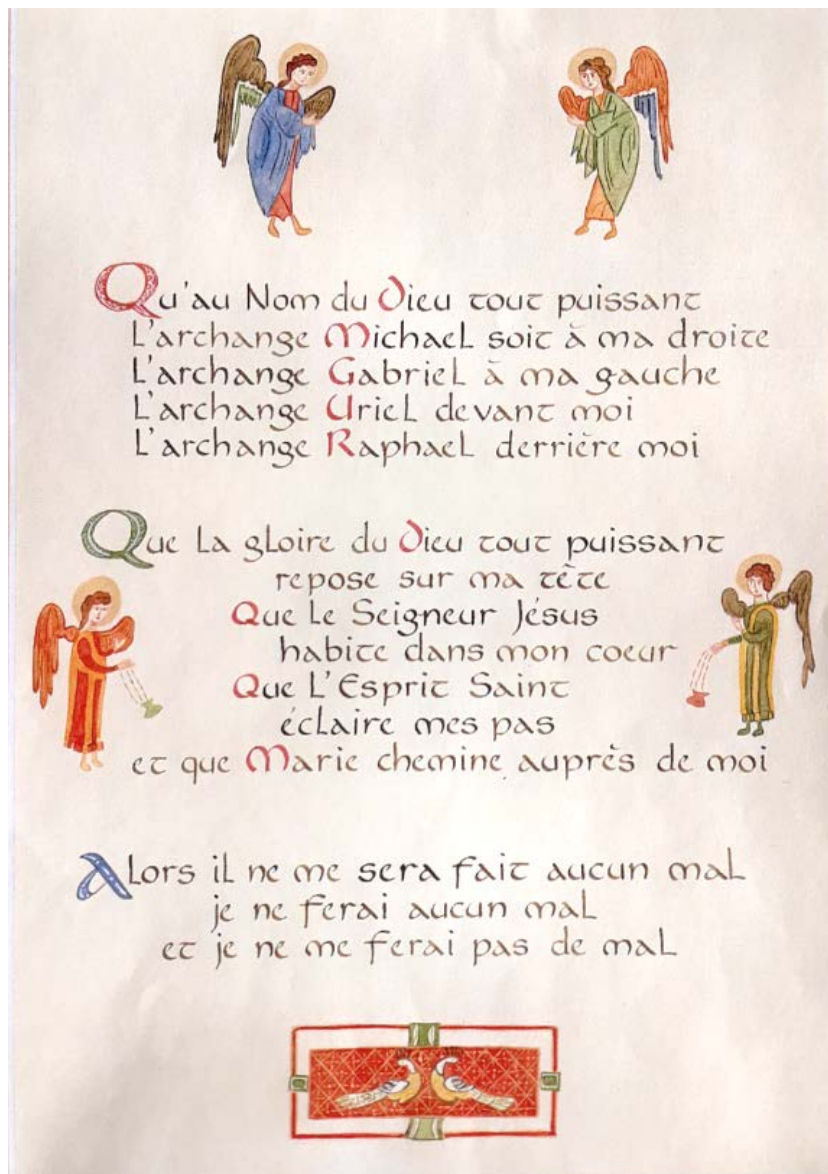 Qu'au Nom du Dieu tout puissant
L'archange Michael soit à ma droite
L'archange Gabriel à ma gauche
L'archange Uriel devant moi
L'archange Raphael derrière moi
Que la gloire du Dieu tout puissant
repose sur ma tête
Que le Seigneur Jésus
habite dans mon coeur
Que L'Esprit Saint
éclaire mes pas
et que Marie chemine auprès de moi
Alors il ne me sera fait aucun mal
je ne ferai aucun mal
et je ne me ferai pas de mal